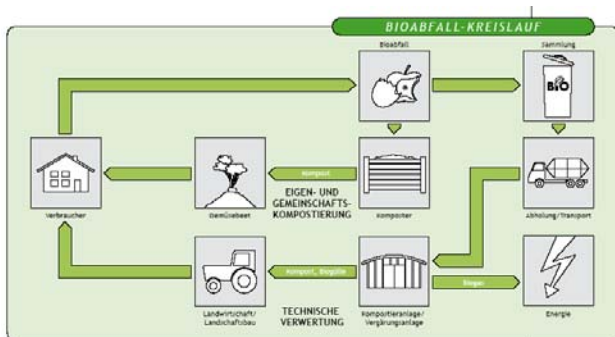 BIOABFALL-KREISLAUF
Bioabfall
Sammlung
BIO
Kompost
EIGEN- UND
GEMEINSCHAFTS-
KOMPOSTIERUNG
Verbraucher
Gemüsebeet
Komposter
Abholung/Transport
Kompost, Biogülle
Biogas
TECHNISCHE
VERWERTUNG
Landwirtschaft/
Landschaftsbau
Kompostieranlage/
Vergärungsanlage
Energie